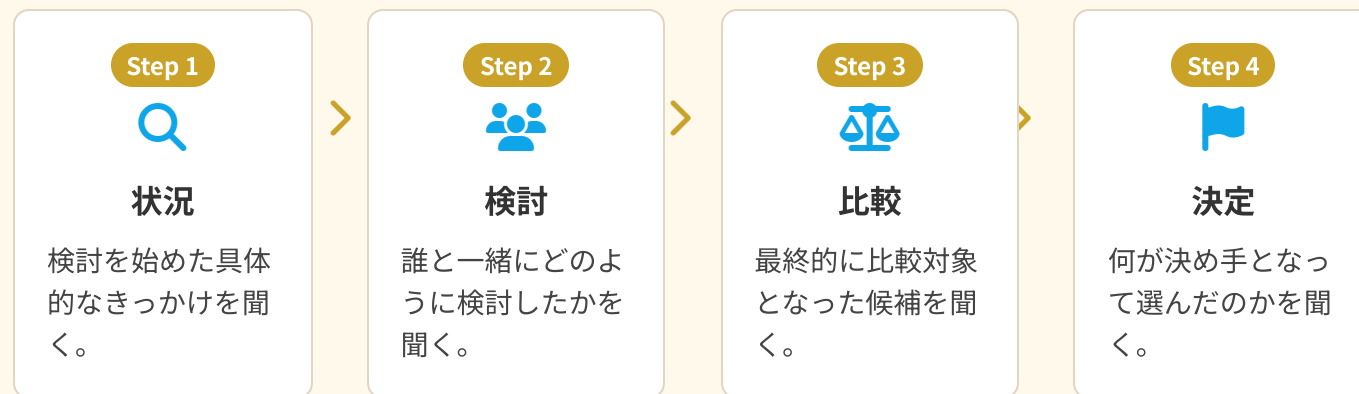 Step 1
状況
検討を始めた具体
的なきっかけを聞
く。
Step 2
検討
誰と一緒にどのよ
うに検討したかを
聞く。
Step 3
比較
最終的に比較対象
となった候補を聞
く。
Step 4
決定
何が決め手となっ
て選んだのかを聞
く。